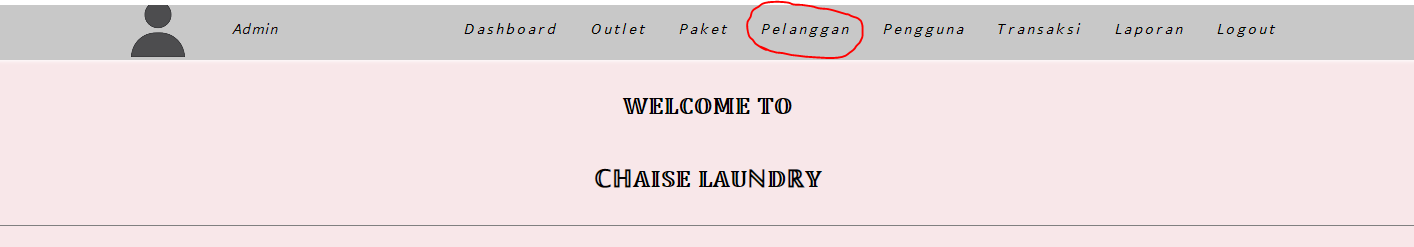 Admin Dashboard Outlet Paket Pelanggan Pengguna Transaksi Laporan Logout
WELCOME TO
CHAISE LAUNDRY